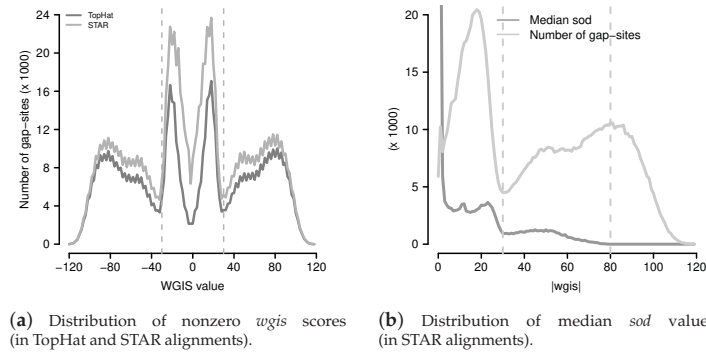 24
20
16
12
8
4
0
Number of gap-sites (x 1000)
TopHat
STAR
−120 −80 −40 0 40 80 120
WGIS value
(a) Distribution of nonzero wgis scores
(in TopHat and STAR alignments).
20
15
10
5
0
(x 1000)
Median sod
Number of gap-sites
0 20 40 60 80 100 120
|wgis|
(b) Distribution of median sod value
(in STAR alignments).